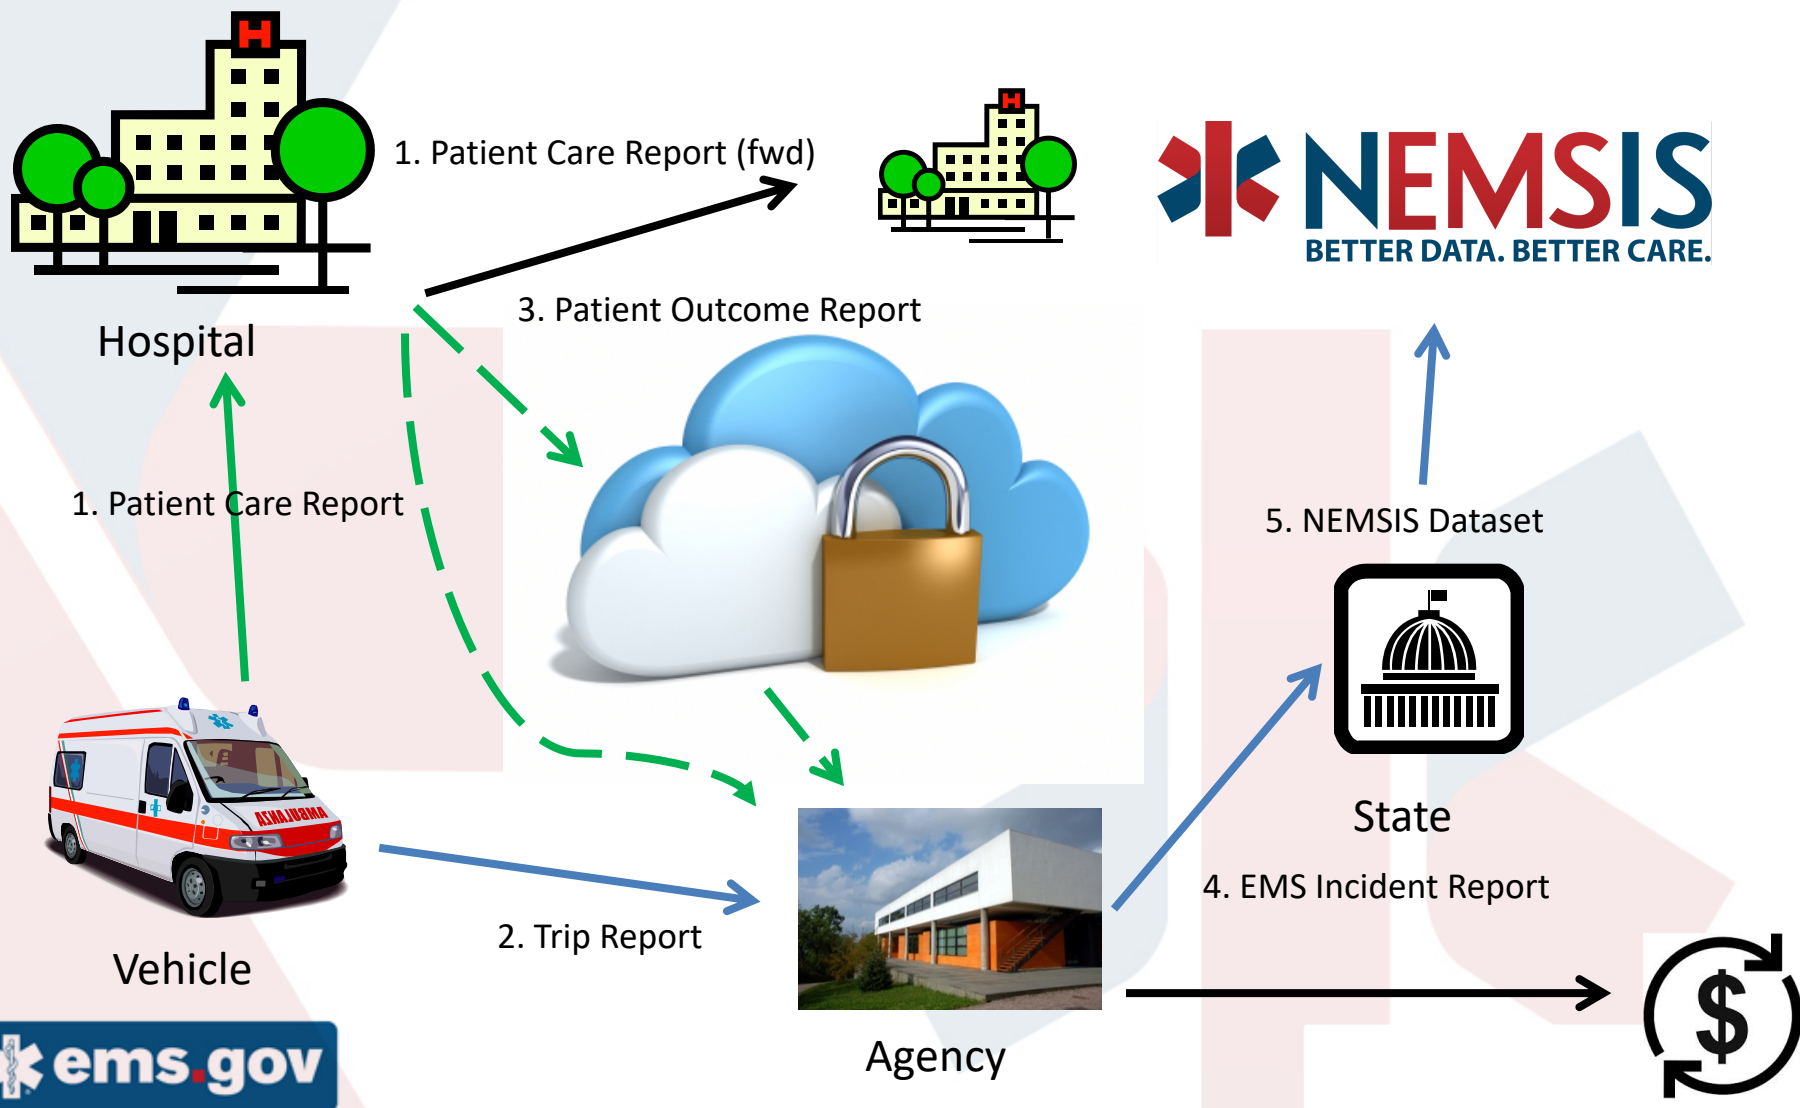 H
1. Patient Care Report (fwd)
H
NEMSIS
BETTER DATA. BETTER CARE.
3. Patient Outcome Report
Hospital
1. Patient Care Report
5. NEMSIS Dataset
AMBULANZA
State
4. EMS Incident Report
2. Trip Report
Vehicle
$
Agency
ems.gov